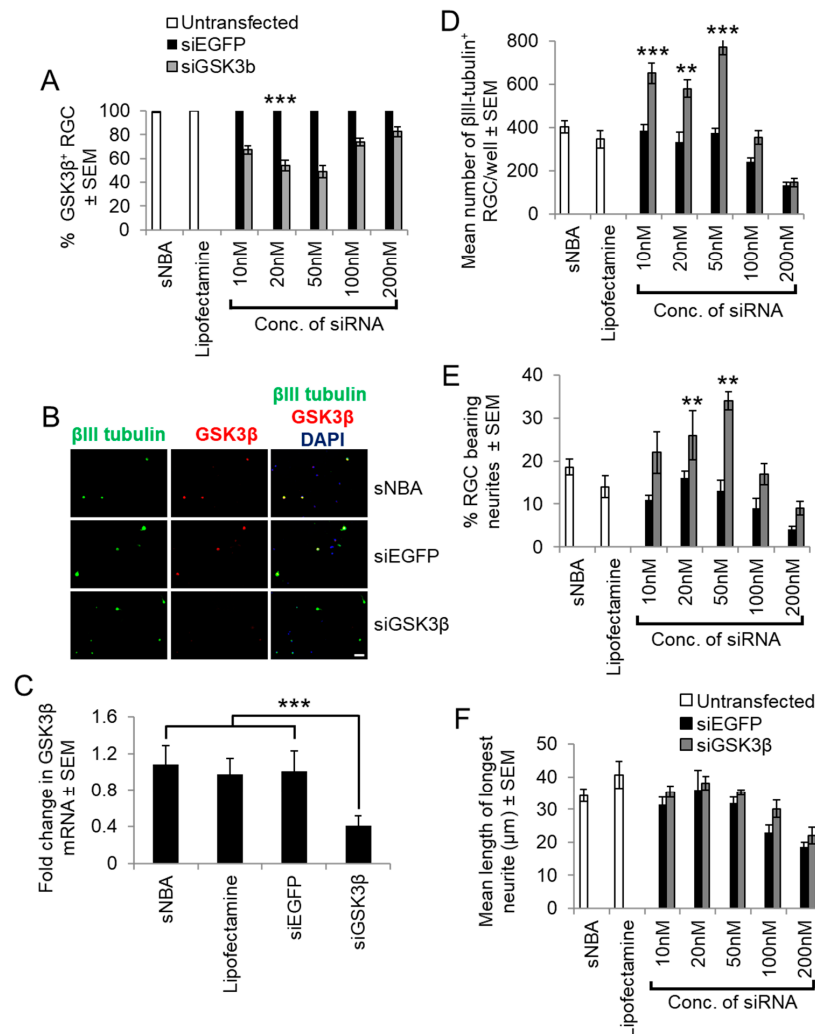 Untransfected
siEGFP
siGSK3b
A
***
% GSK3β⁺ RGC
± SEM
100
80
60
40
20
0
sNBA
Lipofectamine
10nM
20nM
50nM
100nM
200nM
Conc. of siRNA
B
βIII tubulin
GSK3β
βIII tubulin
GSK3β
DAPI
sNBA
siEGFP
siGSK3β
C
***
Fold change in GSK3β
mRNA ± SEM
1.6
1.2
0.8
0.4
0
sNBA
Lipofectamine
siEGFP
siGSK3β
D
***
**
***
Mean number of βIII-tubulin⁺
RGC/well ± SEM
800
600
400
200
0
sNBA
Lipofectamine
10nM
20nM
50nM
100nM
200nM
Conc. of siRNA
E
**
**
% RGC bearing
neurites ± SEM
40
30
20
10
0
sNBA
Lipofectamine
10nM
20nM
50nM
100nM
200nM
Conc. of siRNA
Untransfected
siEGFP
siGSK3β
F
Mean length of longest
neurite (µm) ± SEM
50
40
30
20
10
0
sNBA
Lipofectamine
10nM
20nM
50nM
100nM
200nM
Conc. of siRNA